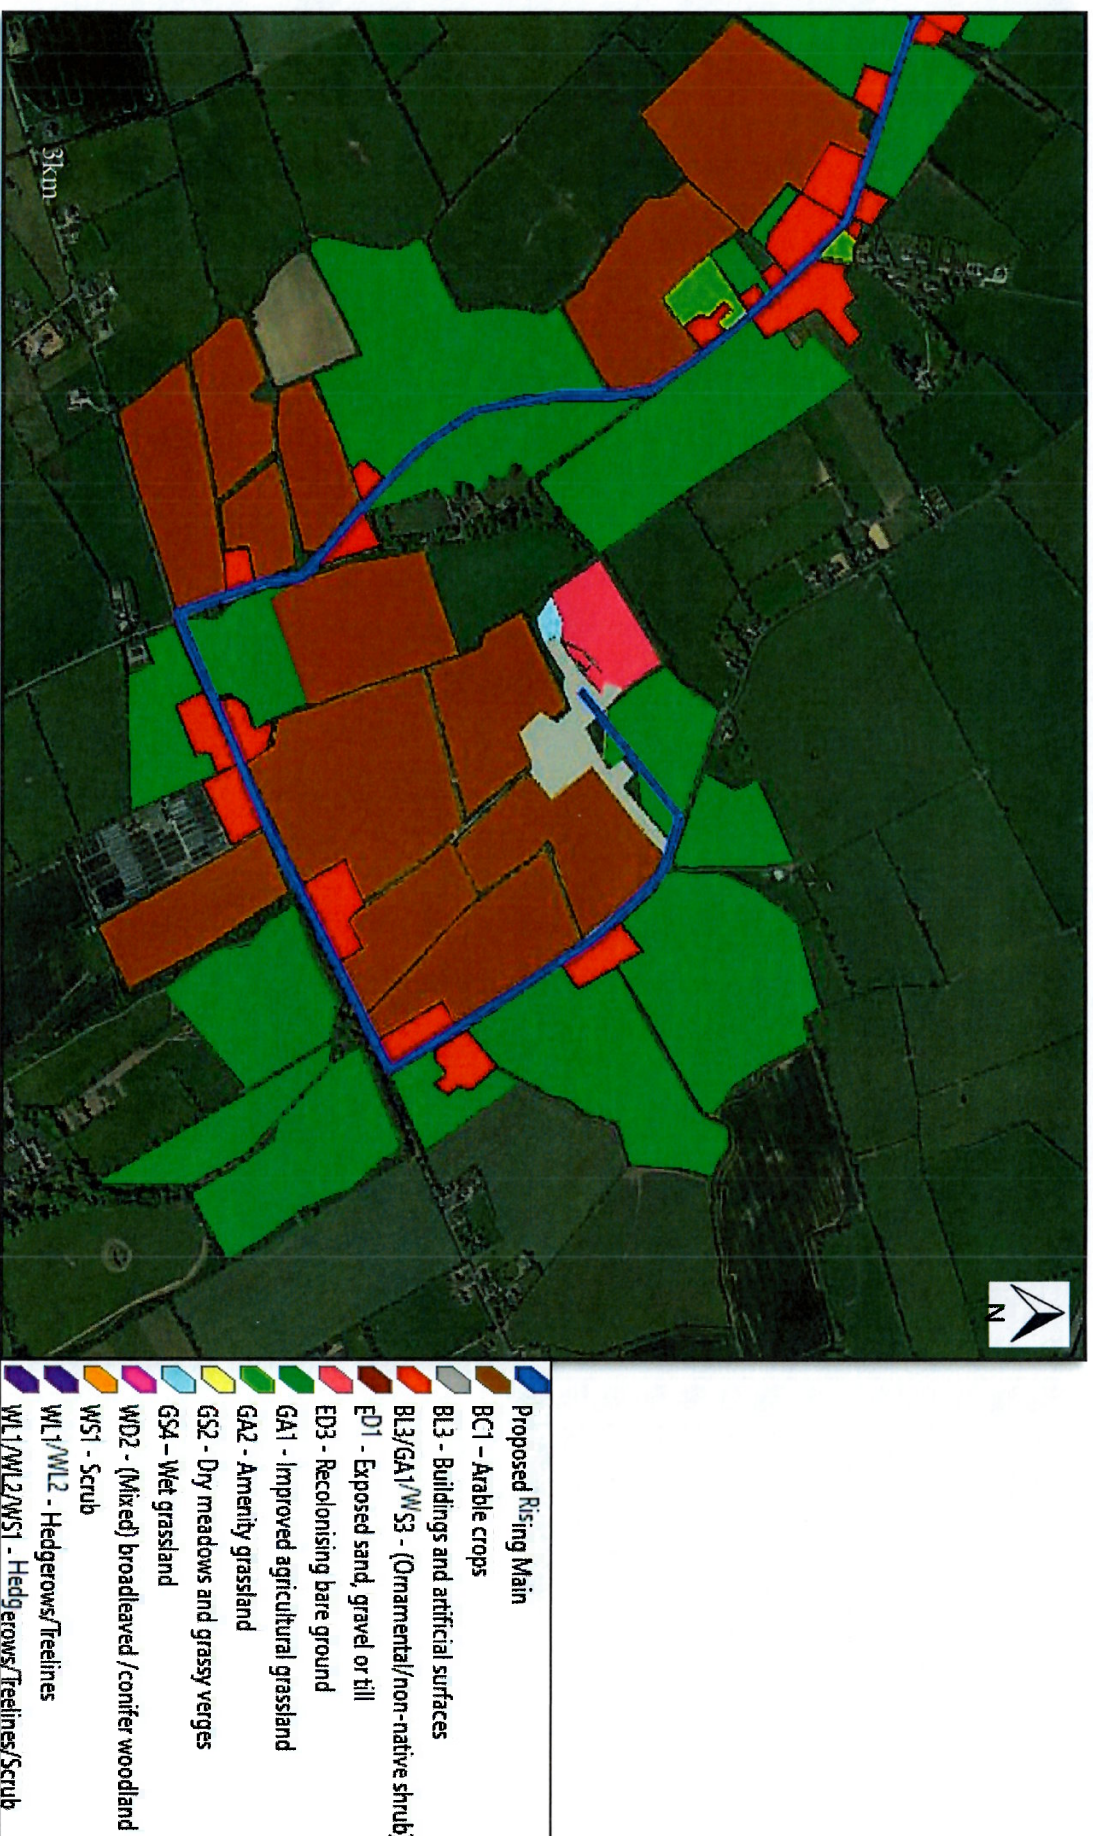 3km
N
Proposed Rising Main
BC1 – Arable crops
BL3 - Buildings and artificial surfaces
BL3/GA1/WS3 - (Ornamental/non-native shrub)
ED1 - Exposed sand, gravel or till
ED3 - Recolonising bare ground
GA1 - Improved agricultural grassland
GA2 - Amenity grassland
GS2 - Dry meadows and grassy verges
GS4 – Wet grassland
WD2 - (Mixed) broadleaved /conifer woodland
WS1 - Scrub
WL1/WL2 - Hedgerows/Treelines
WL1/WL2/WS1 - Hedgerows/Treelines/Scrub